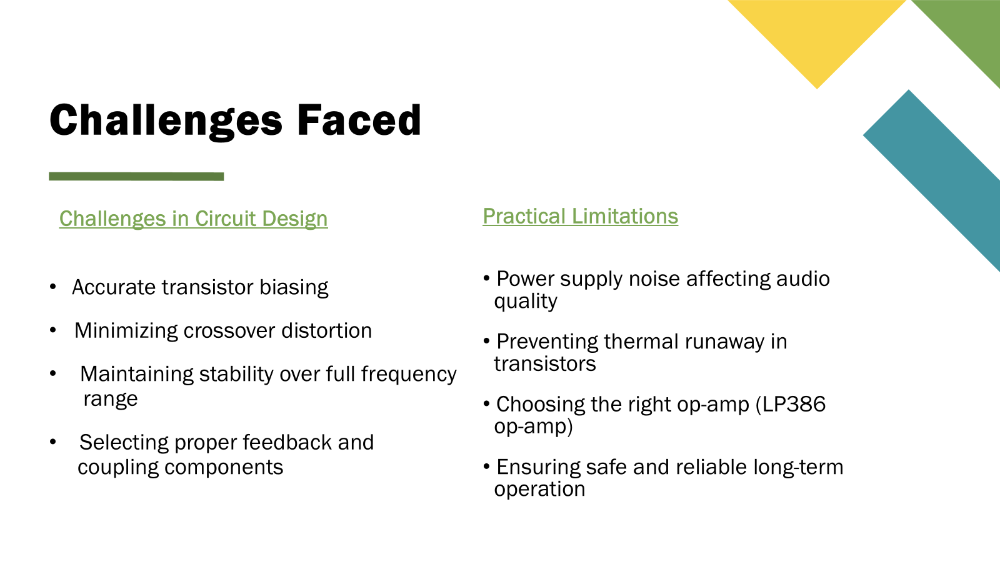 Challenges Faced
Challenges in Circuit Design
• Accurate transistor biasing
• Minimizing crossover distortion
• Maintaining stability over full frequency
range
• Selecting proper feedback and
coupling components
Practical Limitations
• Power supply noise affecting audio
quality
• Preventing thermal runaway in
transistors
• Choosing the right op-amp (LP386
op-amp)
• Ensuring safe and reliable long-term
operation